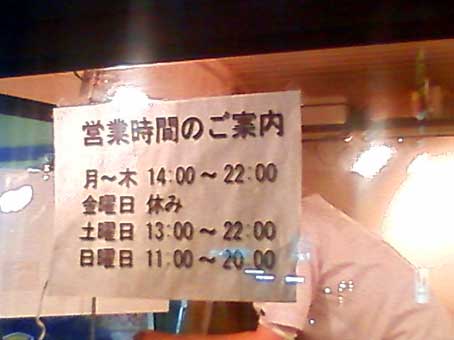 営業時間のご案内
月～木 14:00～22:00
金曜日 休み
土曜日 13:00～22:00
日曜日 11:00～20:00